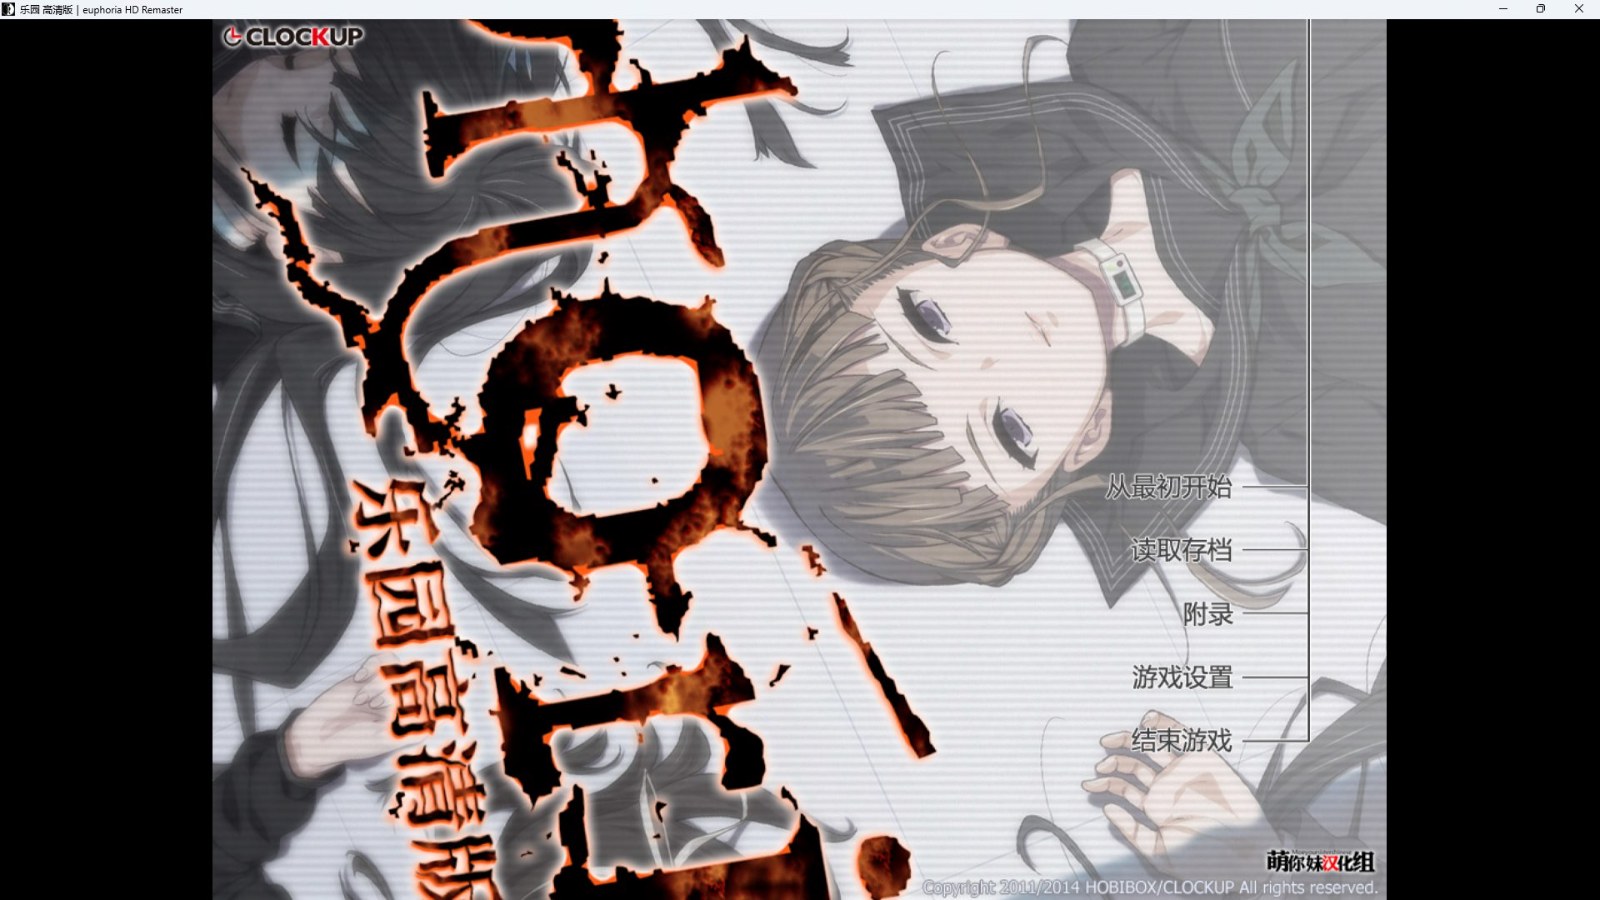 乐园 高清版 | euphoria HD Remaster
CLOCKUP
乐园高清版
从最初开始
读取存档
附录
游戏设置
结束游戏
萌你妹汉化组
Copyright 2011/2014 HOBIBOX/CLOCKUP All rights reserved.